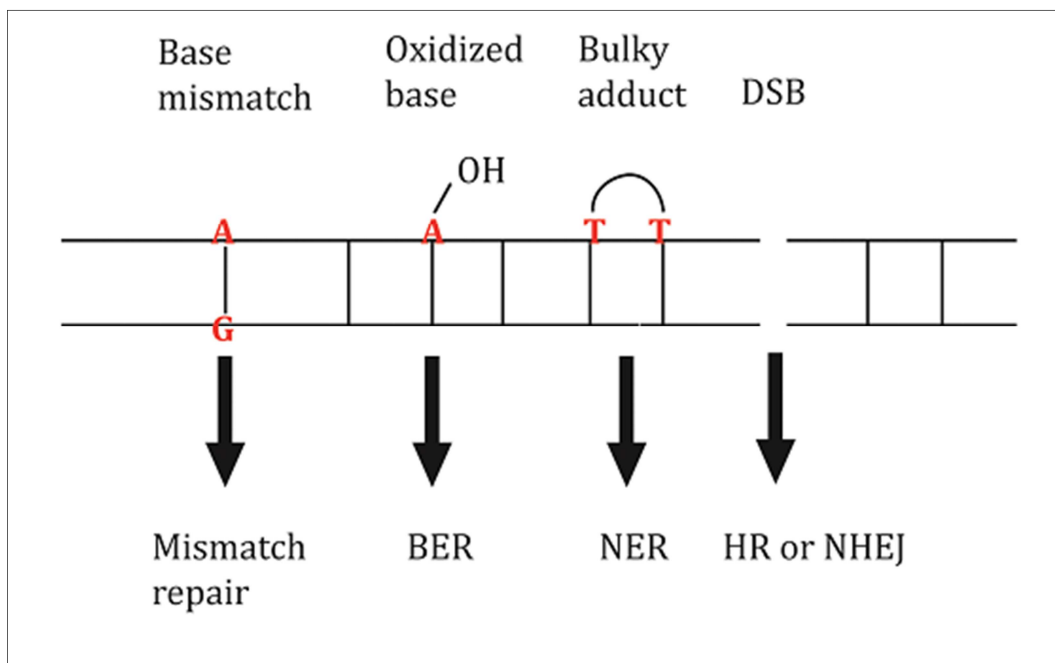 Base
mismatch
Oxidized
base
Bulky
adduct
DSB
OH
A
A
T
T
G
Mismatch
repair
BER
NER
HR or NHEJ